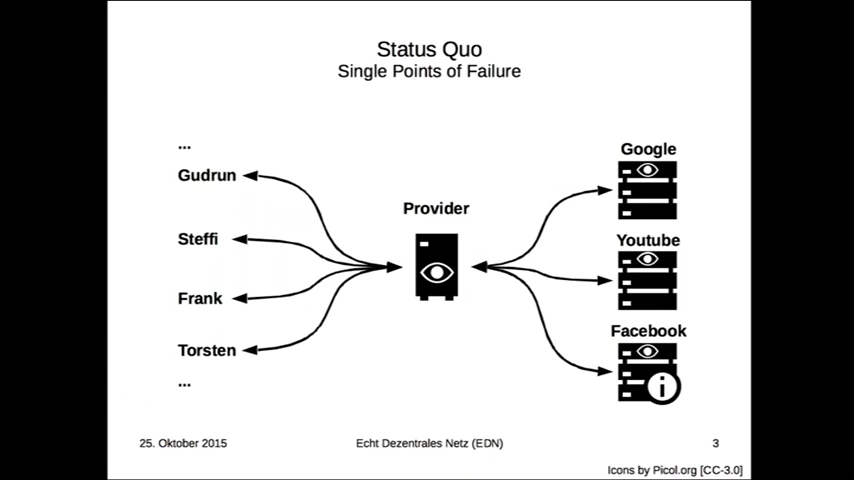 Status Quo
Single Points of Failure
...
Gudrun
Steffi
Frank
Torsten
...
Provider
Google
Youtube
Facebook
i
25. Oktober 2015
Echt Dezentrales Netz (EDN)
3
Icons by Picol.org [CC-3.0]